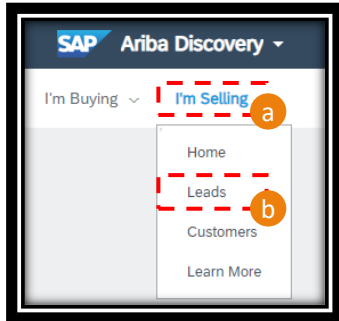 SAP Ariba Discovery
I'm Buying I'm Selling
a
Home
Leads
b
Customers
Learn More